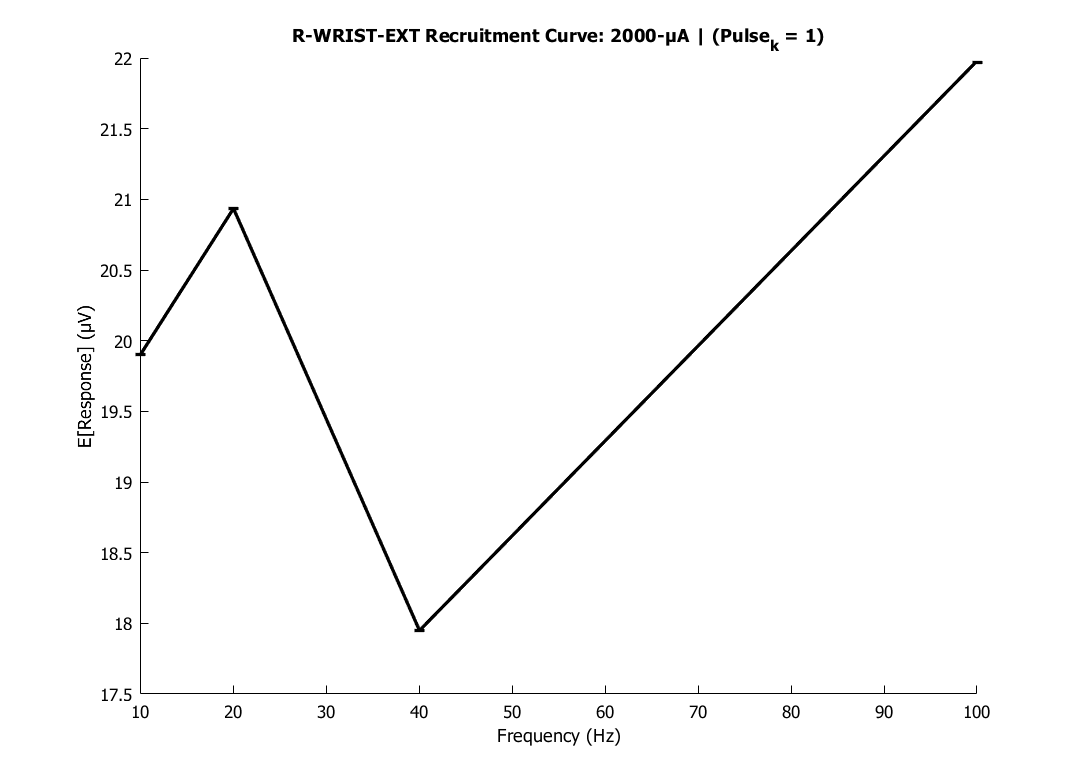 R-WRIST-EXT Recruitment Curve: 2000-μA | (Pulse_k = 1)
22
21.5
21
20.5
20
19.5
19
18.5
18
17.5
E[Response] (μV)
10 20 30 40 50 60 70 80 90 100
Frequency (Hz)